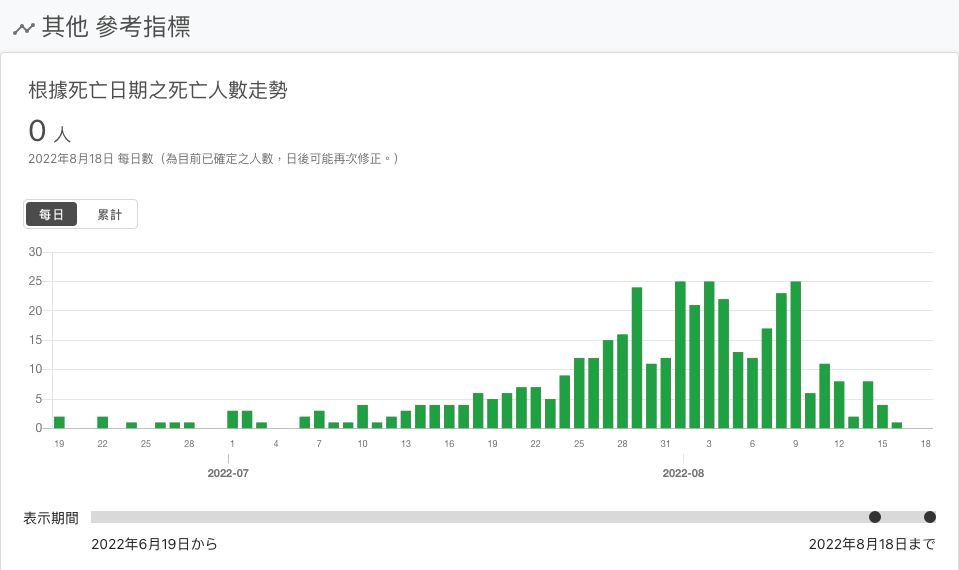 其他 參考指標
根據死亡日期之死亡人數走勢
0 人
2022年8月18日 每日數（為目前已確定之人數，日後可能再次修正。）
每日 累計
30
25
20
15
10
5
0
19 22 25 28 1 4 7 10 13 16 19 22 25 28 31 3 6 9 12 15 18
2022-07 2022-08
表示期間
2022年6月19日から 2022年8月18日まで